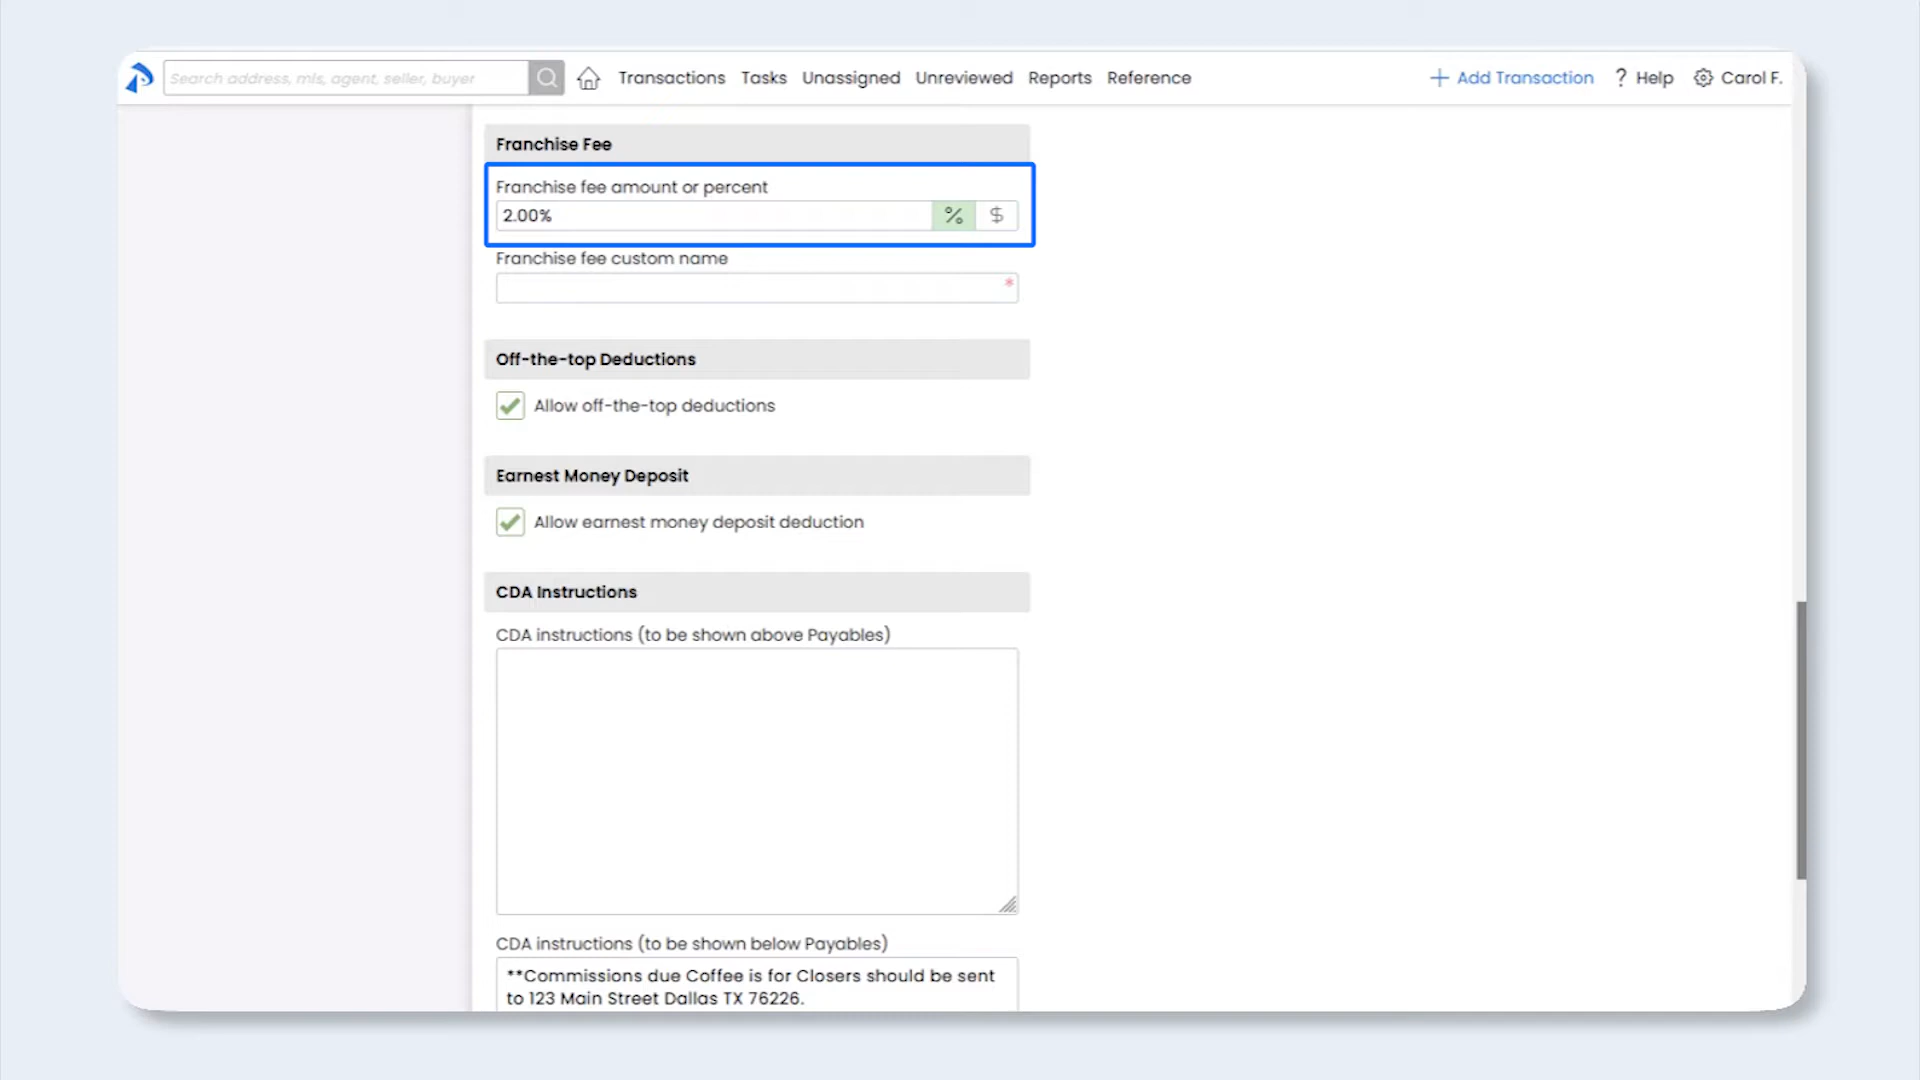 Search address, mls, agent, seller, buyer
Transactions
Tasks
Unassigned
Unreviewed
Reports
Reference
+ Add Transaction
? Help
Carol F.
Franchise Fee
Franchise fee amount or percent
2.00%
%
$
Franchise fee custom name
*
Off-the-top Deductions
Allow off-the-top deductions
Earnest Money Deposit
Allow earnest money deposit deduction
CDA Instructions
CDA instructions (to be shown above Payables)
CDA instructions (to be shown below Payables)
**Commissions due Coffee is for Closers should be sent
to 123 Main Street Dallas TX 76226.